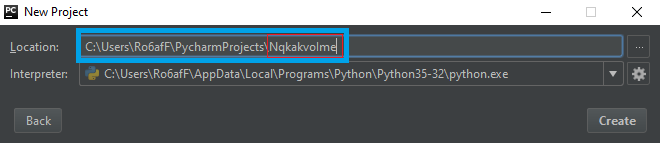 New Project
Location: C:\Users\Ro6afF\PycharmProjects\Nqkakvolme ...
Interpreter: C:\Users\Ro6afF\AppData\Local\Programs\Python\Python35-32\python.exe
Back Create